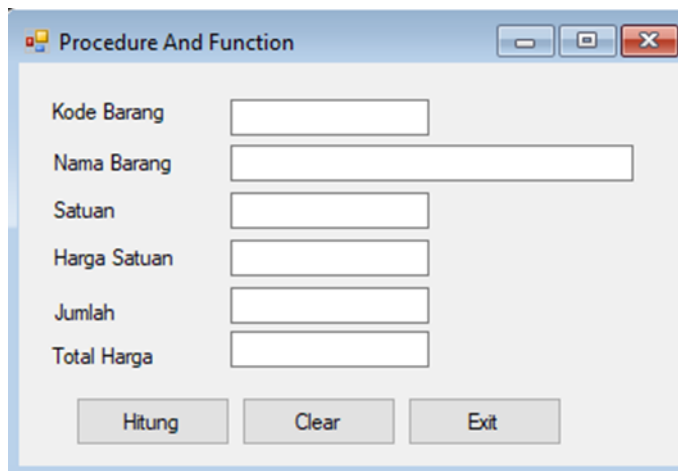 Procedure And Function
Kode Barang
Nama Barang
Satuan
Harga Satuan
Jumlah
Total Harga
Hitung Clear Exit